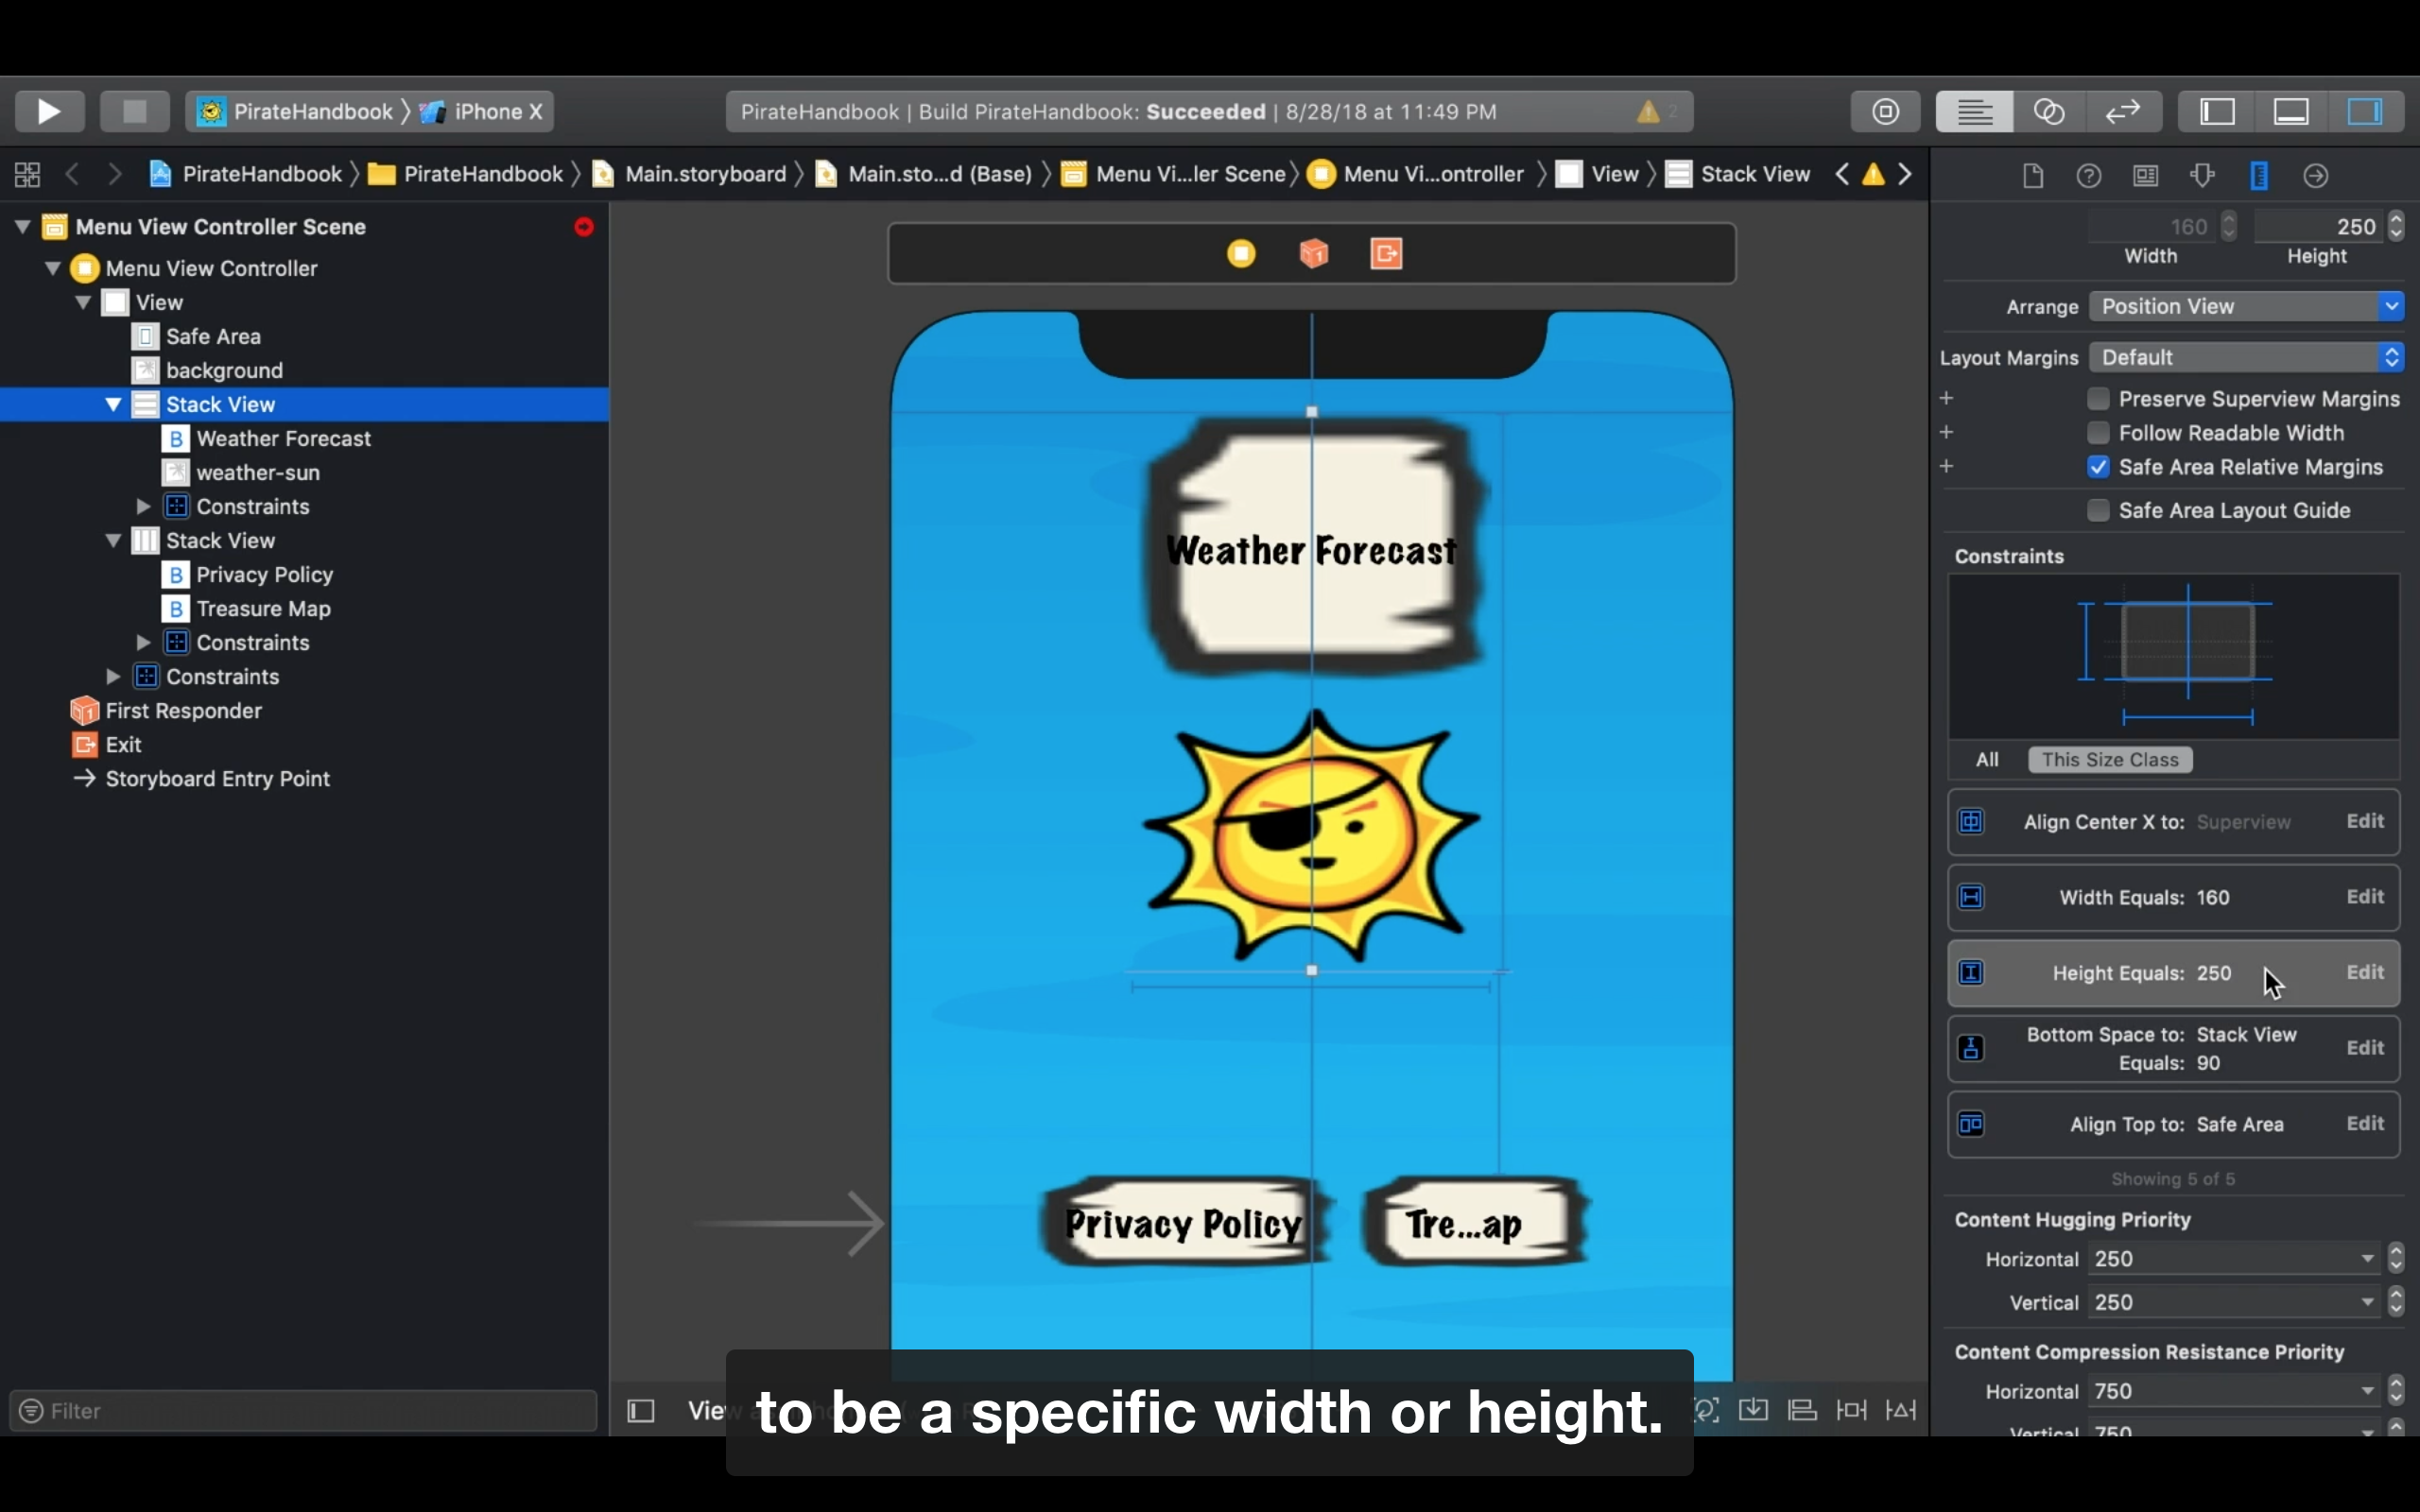 PirateHandbook
iPhone X
PirateHandbook | Build PirateHandbook: Succeeded | 8/28/18 at 11:49 PM
2
PirateHandbook
PirateHandbook
Main.storyboard
Main.sto...d (Base)
Menu Vi...ler Scene
Menu Vi...ontroller
View
Stack View
Menu View Controller Scene
Menu View Controller
View
Safe Area
background
Stack View
B Weather Forecast
weather-sun
Constraints
Stack View
B Privacy Policy
B Treasure Map
Constraints
Constraints
First Responder
Exit
Storyboard Entry Point
Filter
Weather Forecast
Privacy Policy
Tre...ap
View
to be a specific width or height.
160
250
Width
Height
Arrange Position View
Layout Margins Default
Preserve Superview Margins
Follow Readable Width
Safe Area Relative Margins
Safe Area Layout Guide
Constraints
All This Size Class
Align Center X to: Superview Edit
Width Equals: 160 Edit
Height Equals: 250 Edit
Bottom Space to: Stack View
Equals: 90
Edit
Align Top to: Safe Area Edit
Showing 5 of 5
Content Hugging Priority
Horizontal 250
Vertical 250
Content Compression Resistance Priority
Horizontal 750
Vertical 750